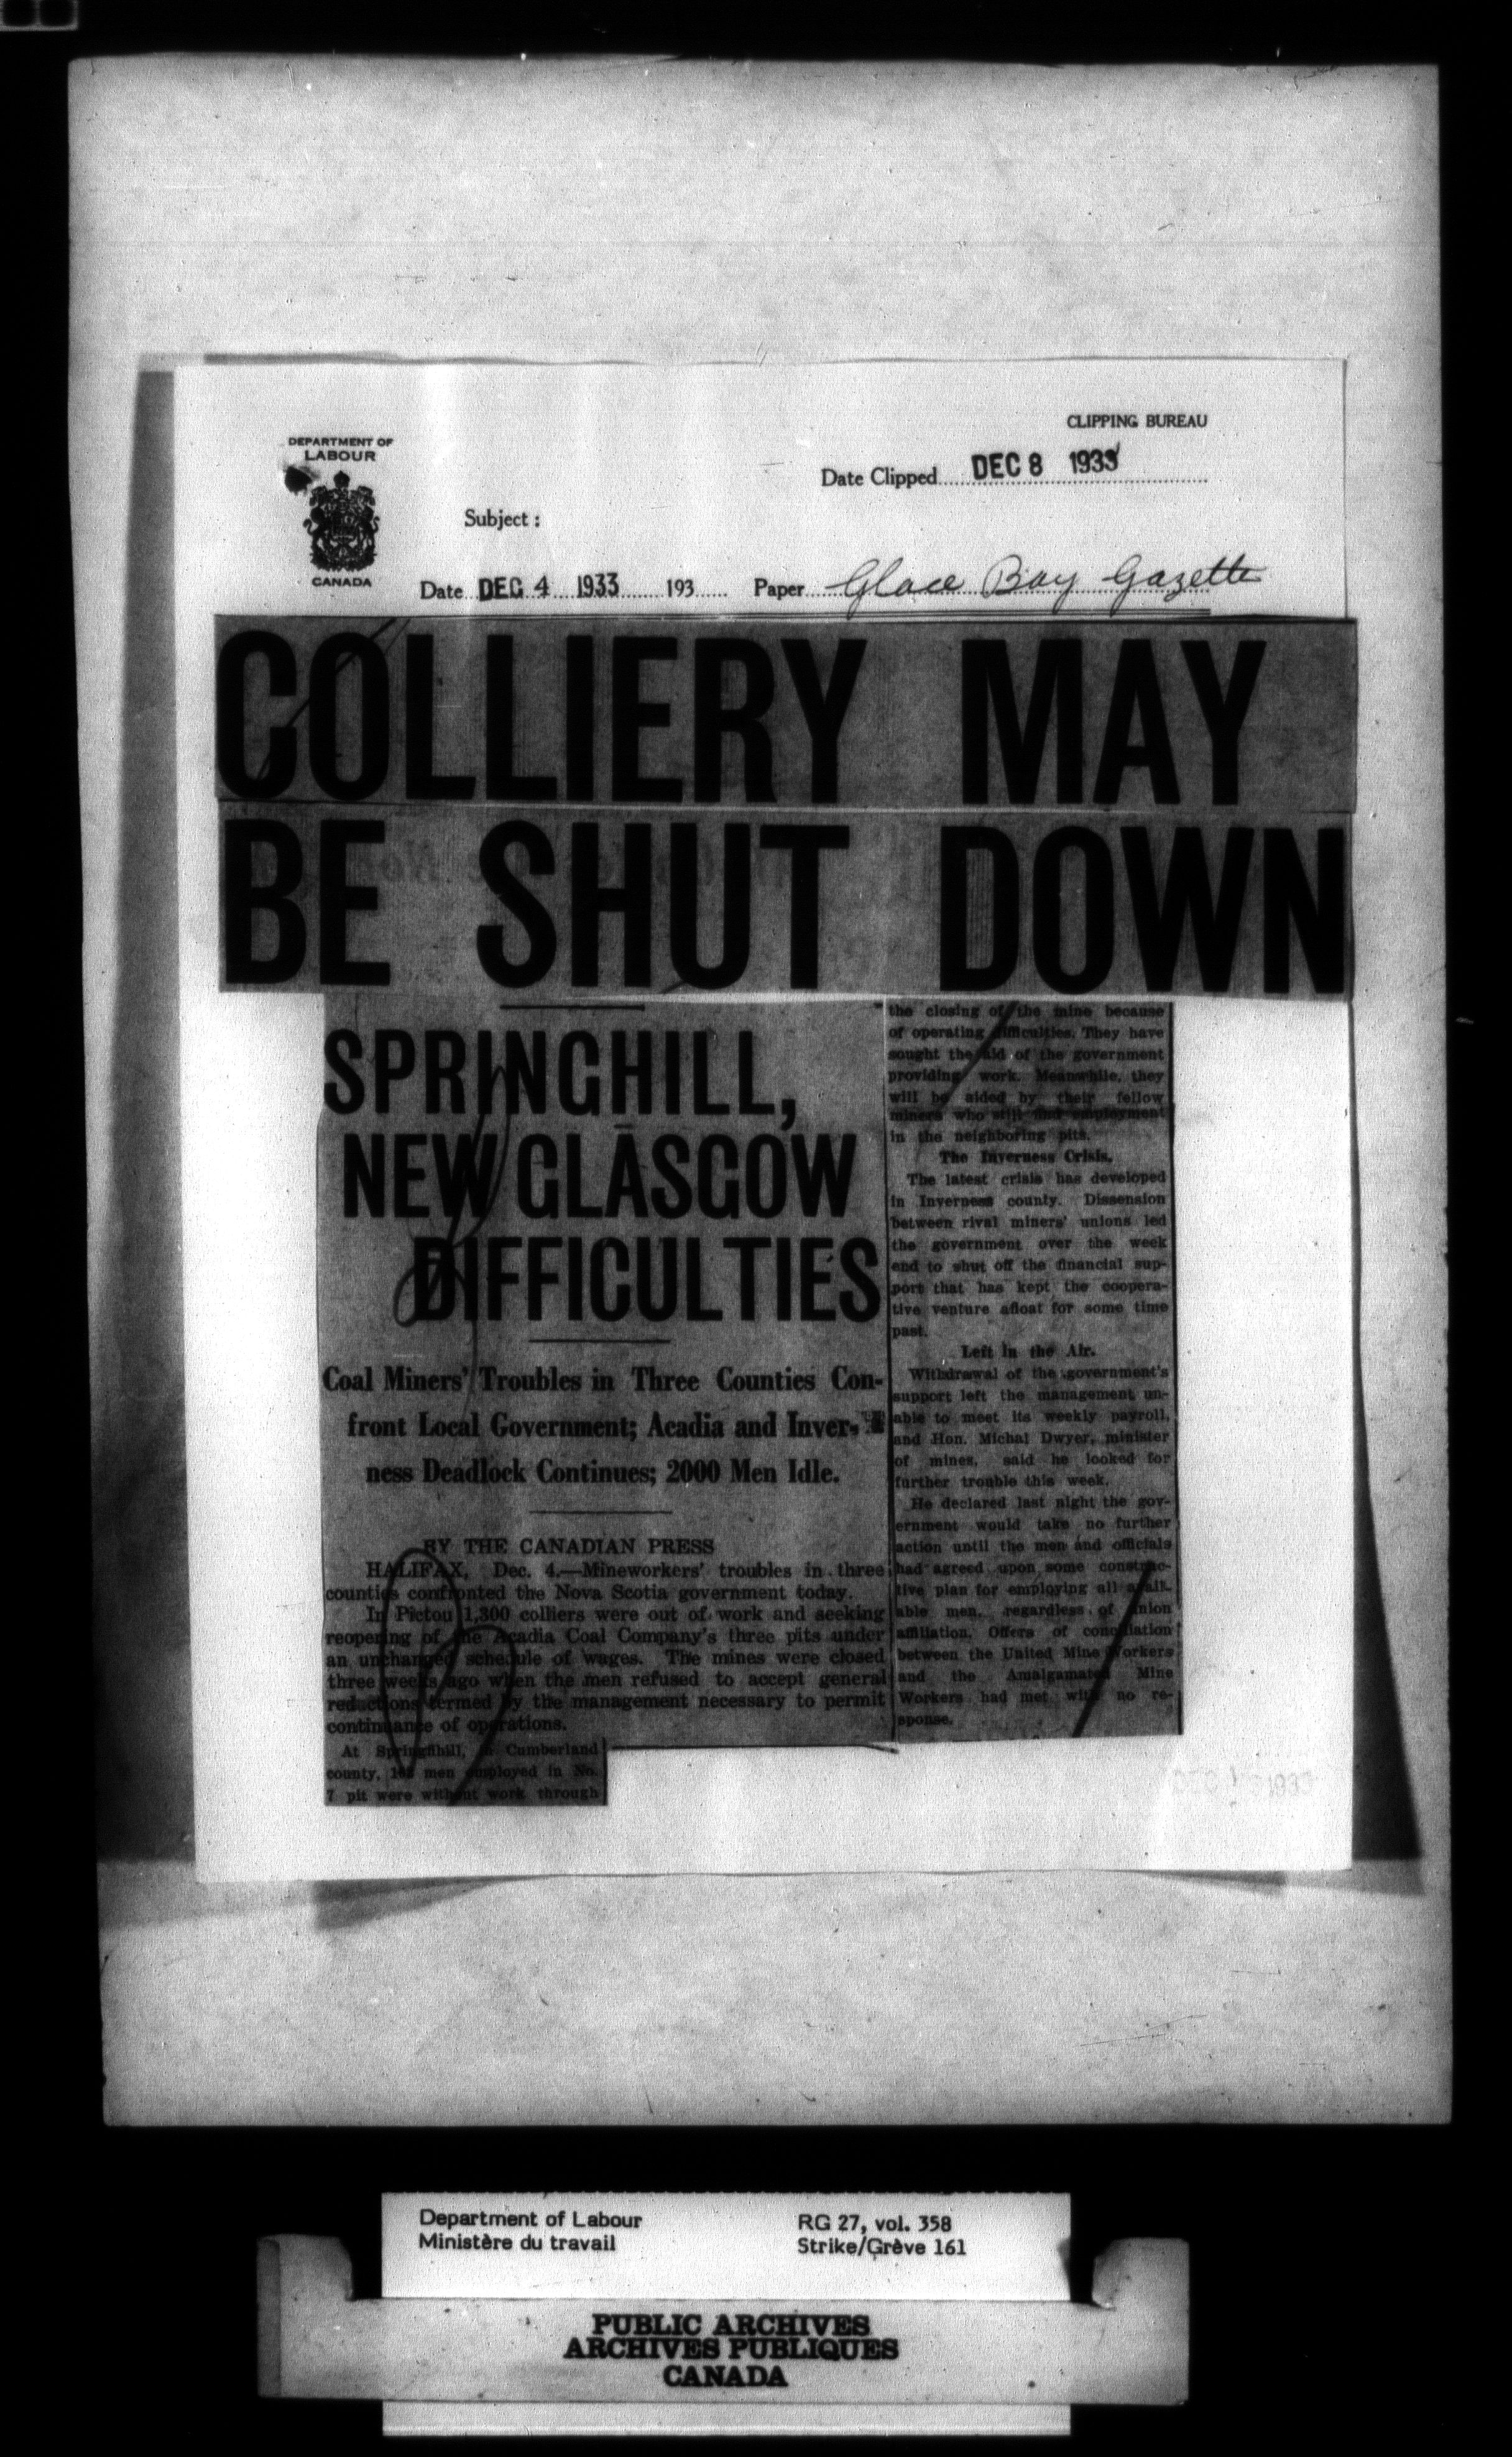 CLIPPING BUREAU
DEPARTMENT OF
LABOUR
CANADA
Date Clipped DEC 8 1933
Subject :
Date DEC 4 1933 193 Paper Glace Bay Gazette
COLLIERY MAY
BE SHUT DOWN
SPRINGHILL,
NEW GLASGOW
DIFFICULTIES
Coal Miners' Troubles in Three Counties Con-
front Local Government; Acadia and Inver-
ness Deadlock Continues; 2000 Men Idle.
BY THE CANADIAN PRESS
HALIFAX, Dec. 4.—Mineworkers' troubles in three
counties confronted the Nova Scotia government today.
In Pictou 1,300 colliers were out of work and seeking
reopening of the Acadia Coal Company's three pits under
an unchanged schedule of wages. The mines were closed
three weeks ago when the men refused to accept general
reductions termed by the management necessary to permit
continuance of operations.
At Springfihill, in Cumberland
county, men employed in No.
7 pit were without work through
the closing of the mine because
of operating difficulties. They have
sought the aid of the government
providing work. Meanwhile, they
will be aided by their fellow
miners who still find employment
in the neighboring pits.
The Inverness Crisis.
The latest crisis has developed
in Inverness county. Dissension
between rival miners' unions led
the government over the week
end to shut off the financial sup-
port that has kept the coopera-
tive venture afloat for some time
past.
Left in the Air.
Withdrawal of the government's
support left the management un-
able to meet its weekly payroll,
and Hon. Michal Dwyer, minister
of mines, said he looked for
further trouble this week.
He declared last night the gov-
ernment would take no further
action until the men and officials
had agreed upon some construc-
tive plan for employing all avail-
able men, regardless of union
affiliation. Offers of conciliation
between the United Mine Workers
and the Amalgamated Mine
Workers had met with no re-
sponse.
Department of Labour
Ministère du travail
RG 27, vol. 358
Strike/Grève 161
PUBLIC ARCHIVES
ARCHIVES PUBLIQUES
CANADA